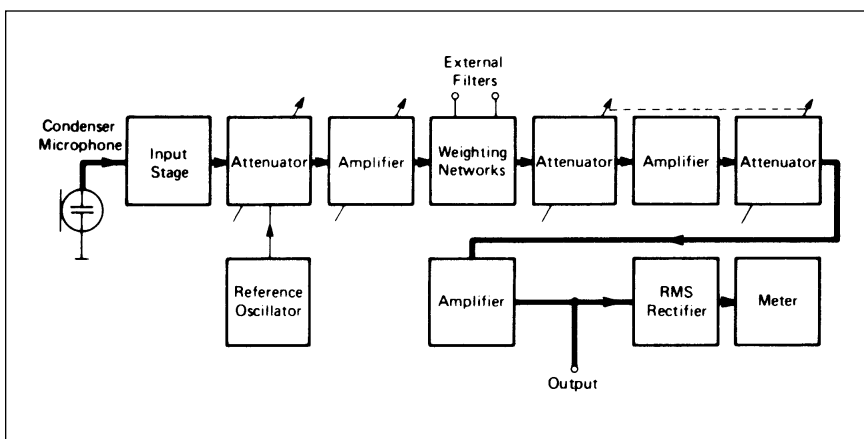 External
Filters
Condenser
Microphone
Input
Stage
Attenuator
Amplifier
Weighting
Networks
Attenuator
Amplifier
Attenuator
Reference
Oscillator
Amplifier
RMS
Rectifier
Meter
Output